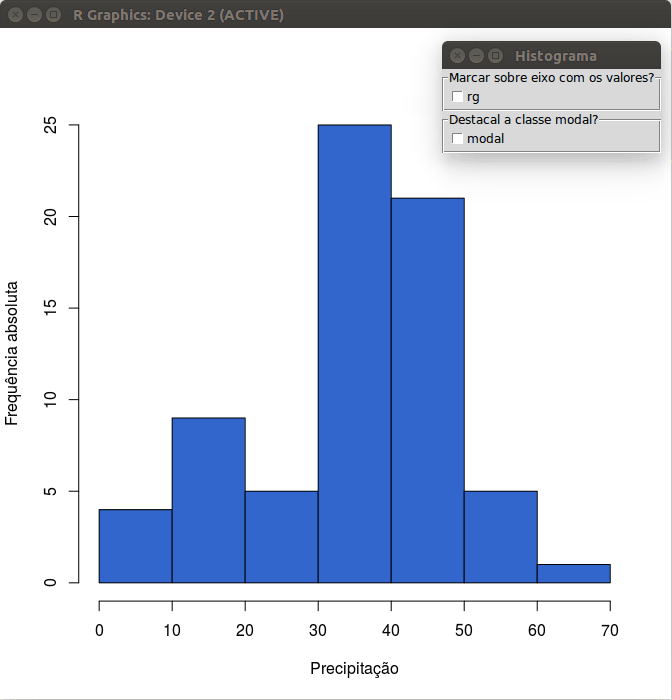 R Graphics: Device 2 (ACTIVE)
Histograma
Marcar sobre eixo com os valores?
rg
Destacal a classe modal?
modal
25
20
15
10
5
0
Frequência absoluta
0 10 20 30 40 50 60 70
Precipitação